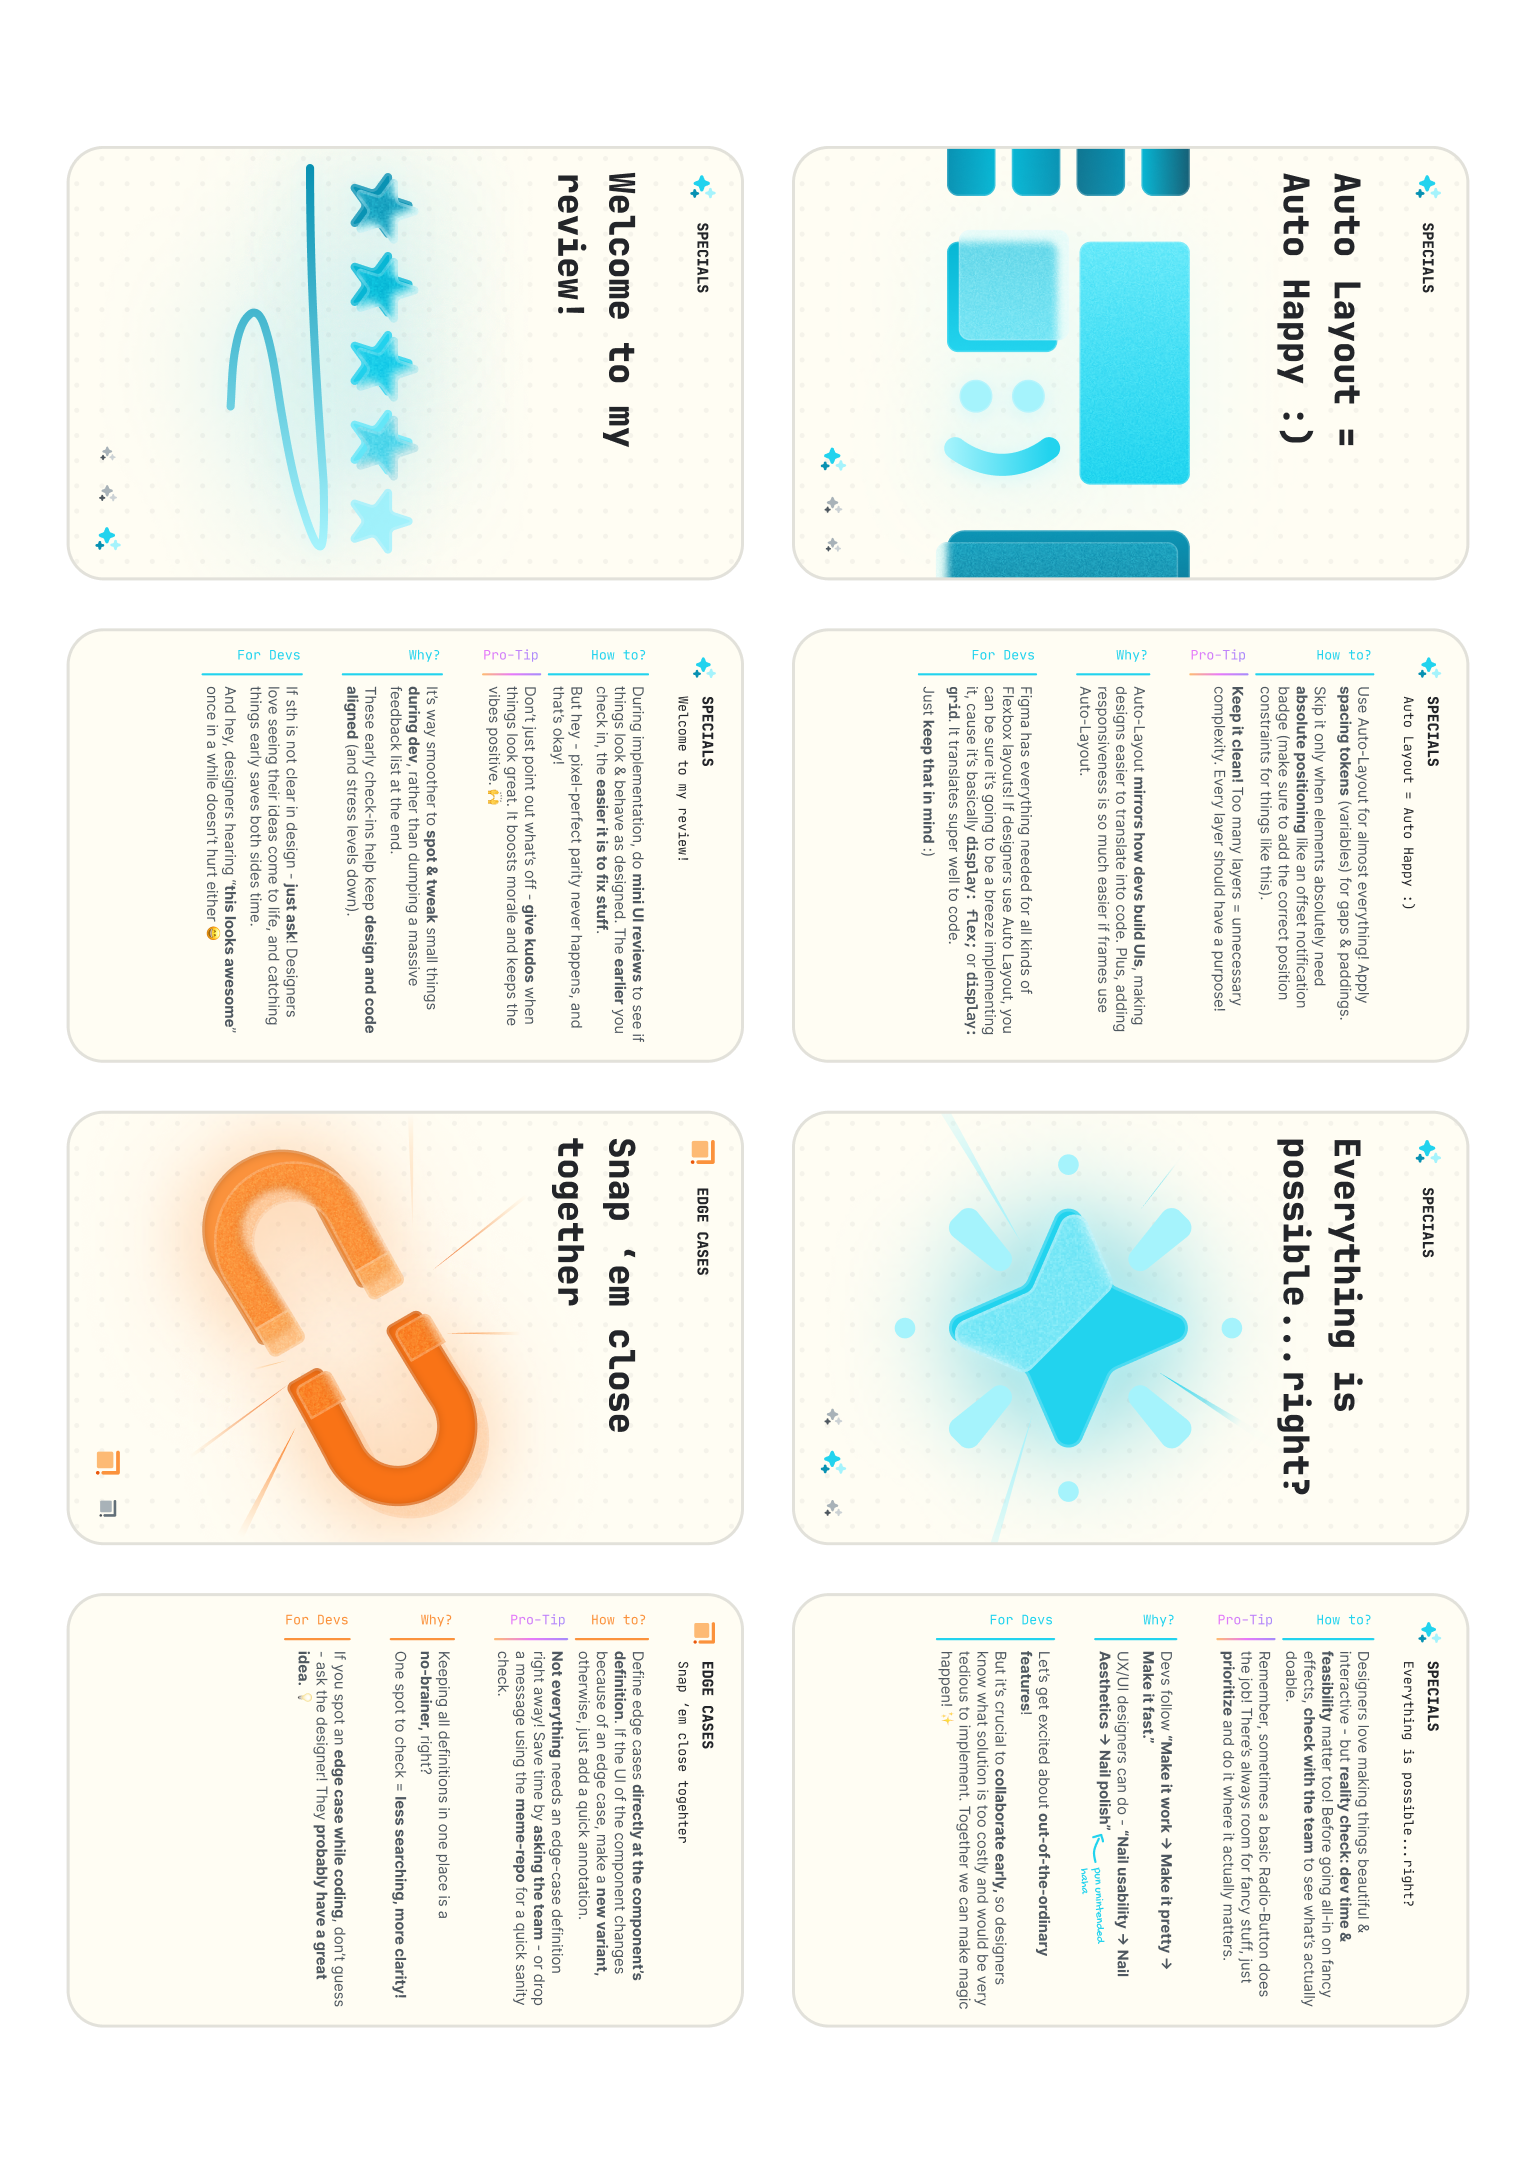 SPECIALS
Auto Layout =
Auto Happy :)
SPECIALS
Auto Layout = Auto Happy :)
How to?
Use Auto-Layout for almost everything! Apply
spacing tokens (variables) for gaps & paddings.
Skip it only when elements absolutely need
absolute positioning like an offset notification
badge (make sure to add the correct position
constraints for things like this).
Pro-Tip
Keep it clean! Too many layers = unnecessary
complexity. Every layer should have a purpose!
Why?
Auto-Layout mirrors how devs build UIs, making
designs easier to translate into code. Plus, adding
responsiveness is so much easier if frames use
Auto-Layout.
For Devs
Figma has everything needed for all kinds of
Flexbox layouts! If designers use Auto Layout, you
can be sure it's going to be a breeze implementing
it, cause it's basically display: flex; or display:
grid. It translates super well to code.
Just keep that in mind :)
SPECIALS
Everything is
possible...right?
SPECIALS
Everything is possible...right?
How to?
Designers love making things beautiful &
interactive - but reality check: dev time &
feasibility matter too! Before going all-in on fancy
effects, check with the team to see what's actually
doable.
Pro-Tip
Remember, sometimes a basic Radio-Button does
the job! There's always room for fancy stuff, just
prioritize and do it where it actually matters.
Why?
Devs follow “Make it work → Make it pretty →
Make it fast.”
UX/UI designers can do - “Nail usability → Nail
Aesthetics → Nail polish”
pun unintended
haha
For Devs
Let's get excited about out-of-the-ordinary
features!
But it's crucial to collaborate early, so designers
know what solution is too costly and would be very
tedious to implement. Together we can make magic
happen! ✨
SPECIALS
Welcome to my
review!
SPECIALS
Welcome to my review!
How to?
During implementation, do mini UI reviews to see if
things look & behave as designed. The earlier you
check in, the easier it is to fix stuff.
But hey - pixel-perfect parity never happens, and
that's okay!
Pro-Tip
Don't just point out what's off - give kudos when
things look great. It boosts morale and keeps the
vibes positive. 🙌
Why?
It's way smoother to spot & tweak small things
during dev, rather than dumping a massive
feedback list at the end.
These early check-ins help keep design and code
aligned (and stress levels down).
For Devs
If sth is not clear in design - just ask! Designers
love seeing their ideas come to life, and catching
things early saves both sides time.
And hey, designers hearing “this looks awesome”
once in a while doesn't hurt either 😄
EDGE CASES
Snap ‘em close
together
EDGE CASES
Snap ‘em close togehter
How to?
Define edge cases directly at the component's
definition. If the UI of the component changes
because of an edge case, make a new variant,
otherwise, just add a quick annotation.
Pro-Tip
Not everything needs an edge-case definition
right away! Save time by asking the team - or drop
a message using the meme-repo for a quick sanity
check.
Why?
Keeping all definitions in one place is a
no-brainer, right?
One spot to check = less searching, more clarity!
For Devs
If you spot an edge case while coding, don't guess
- ask the designer! They probably have a great
idea. 💡